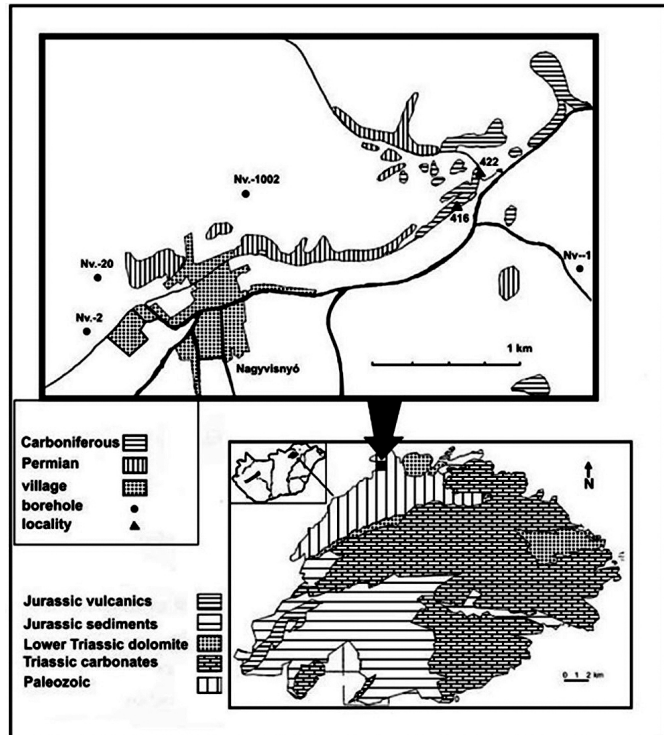 422
Nv.-1002
416
Nv.-20
Nv--1
Nv.-2
1 km
Nagyvisnyó
Carboniferous
Permian
village
borehole
locality
N
Jurassic vulcanics
Jurassic sediments
Lower Triassic dolomite
Triassic carbonates
Paleozoic
0 1 2 km